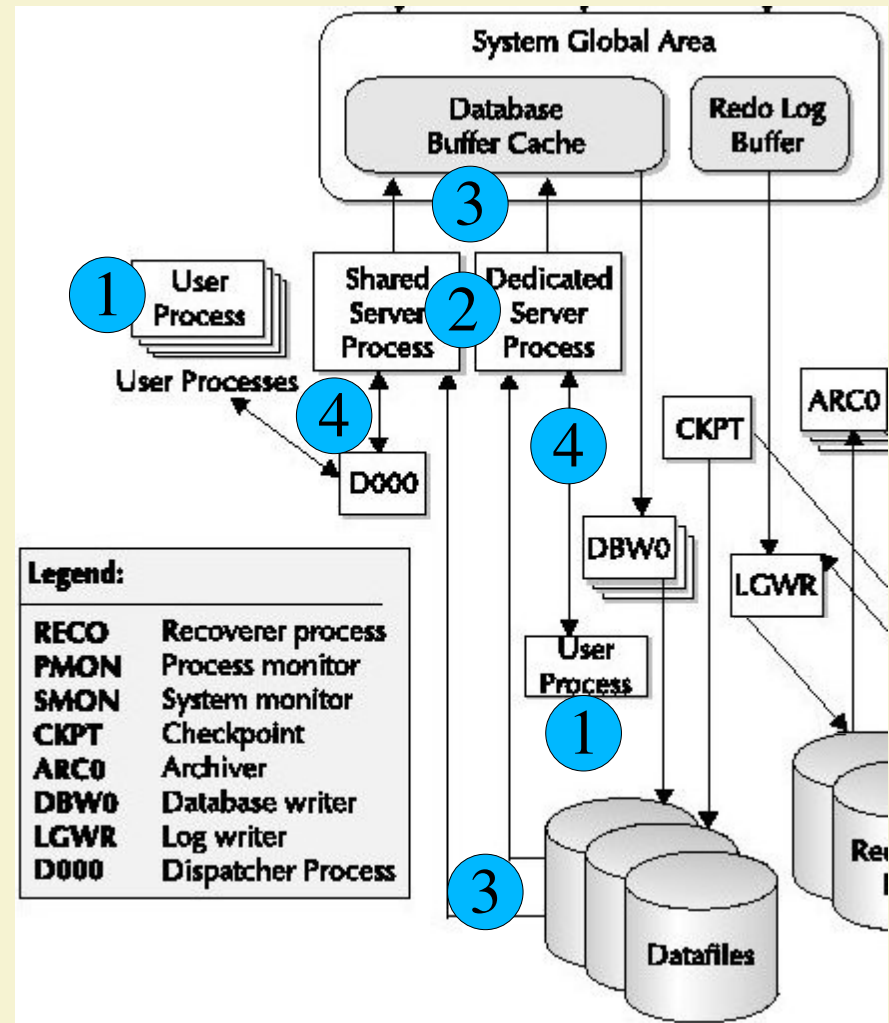 System Global Area
Database
Buffer Cache
Redo Log
Buffer
3
1
User
Process
User Processes
Shared
Server
Process
2
Dedicated
Server
Process
4
D000
4
CKPT
ARC0
DBW0
LGWR
User
Process
1
Legend:
RECO Recoverer process
PMON Process monitor
SMON System monitor
CKPT Checkpoint
ARC0 Archiver
DBW0 Database writer
LGWR Log writer
D000 Dispatcher Process
3
Datafiles